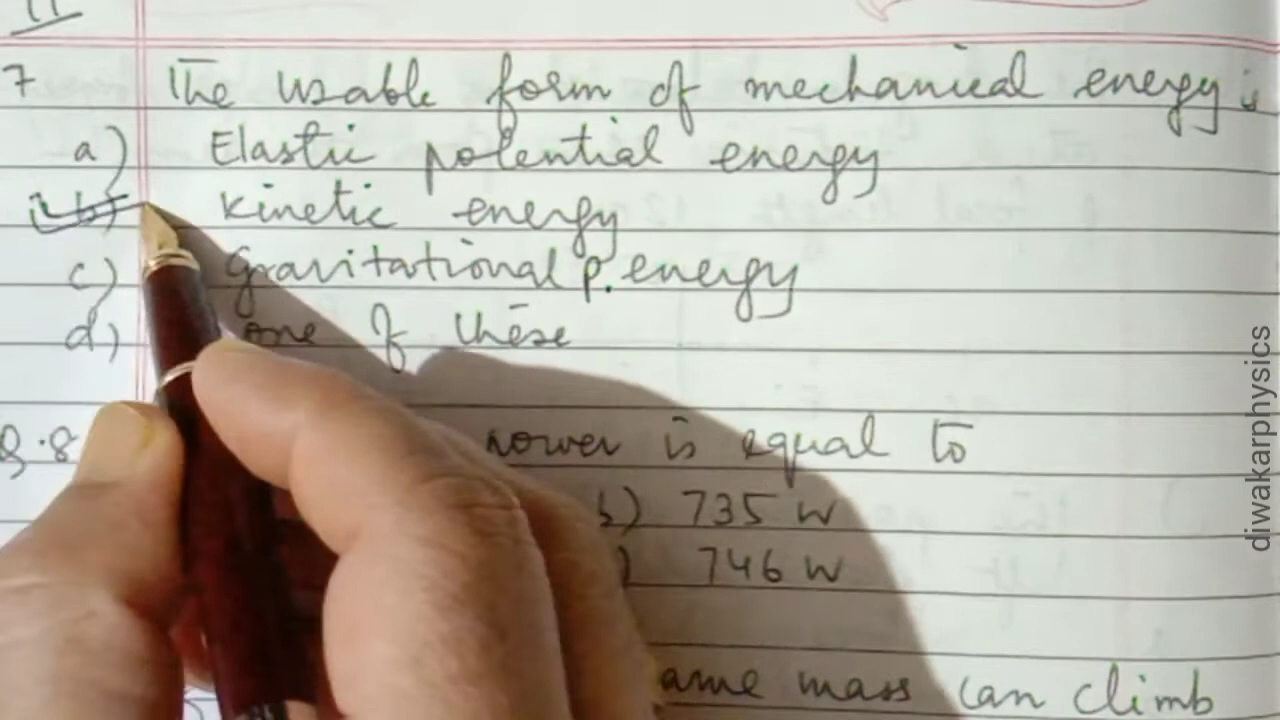 11
7 The usable form of mechanical energy is
a) Elastic potential energy
b) kinetic energy
c) gravitational p. energy
d) one of these
Q.8 power is equal to
b) 735 W
) 746 W
same mass can climb
diwakarphysics